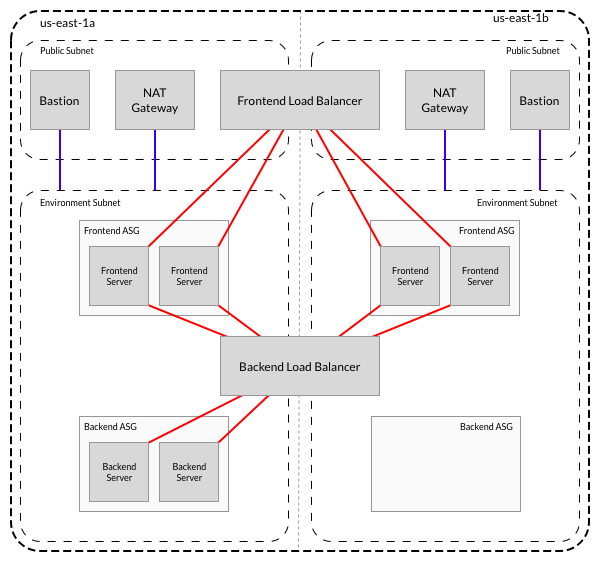 us-east-1a
us-east-1b
Public Subnet
Public Subnet
Bastion
NAT
Gateway
Frontend Load Balancer
NAT
Gateway
Bastion
Environment Subnet
Environment Subnet
Frontend ASG
Frontend ASG
Frontend
Server
Frontend
Server
Frontend
Server
Frontend
Server
Backend Load Balancer
Backend ASG
Backend ASG
Backend
Server
Backend
Server